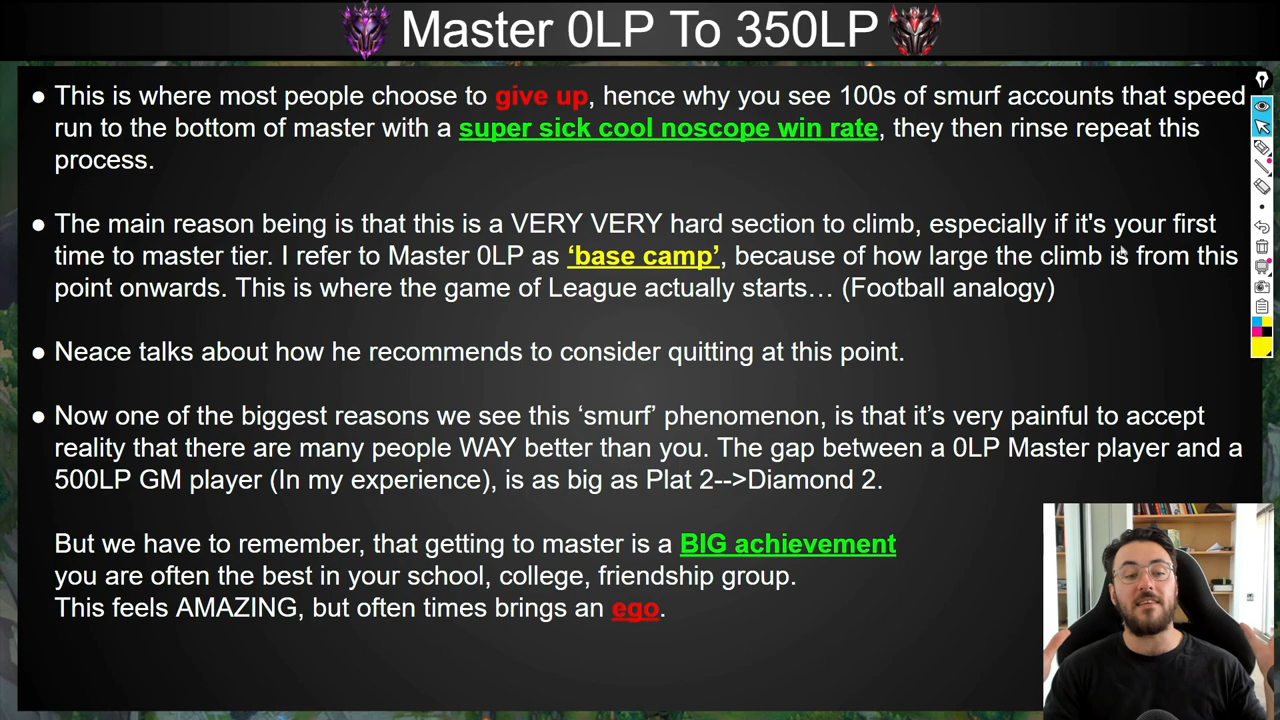 Master 0LP To 350LP
● This is where most people choose to give up, hence why you see 100s of smurf accounts that speed
run to the bottom of master with a super sick cool noscope win rate, they then rinse repeat this
process.
● The main reason being is that this is a VERY VERY hard section to climb, especially if it's your first
time to master tier. I refer to Master 0LP as ‘base camp’, because of how large the climb is from this
point onwards. This is where the game of League actually starts… (Football analogy)
● Neace talks about how he recommends to consider quitting at this point.
● Now one of the biggest reasons we see this ‘smurf’ phenomenon, is that it’s very painful to accept
reality that there are many people WAY better than you. The gap between a 0LP Master player and a
500LP GM player (In my experience), is as big as Plat 2-->Diamond 2.
But we have to remember, that getting to master is a BIG achievement
you are often the best in your school, college, friendship group.
This feels AMAZING, but often times brings an ego.